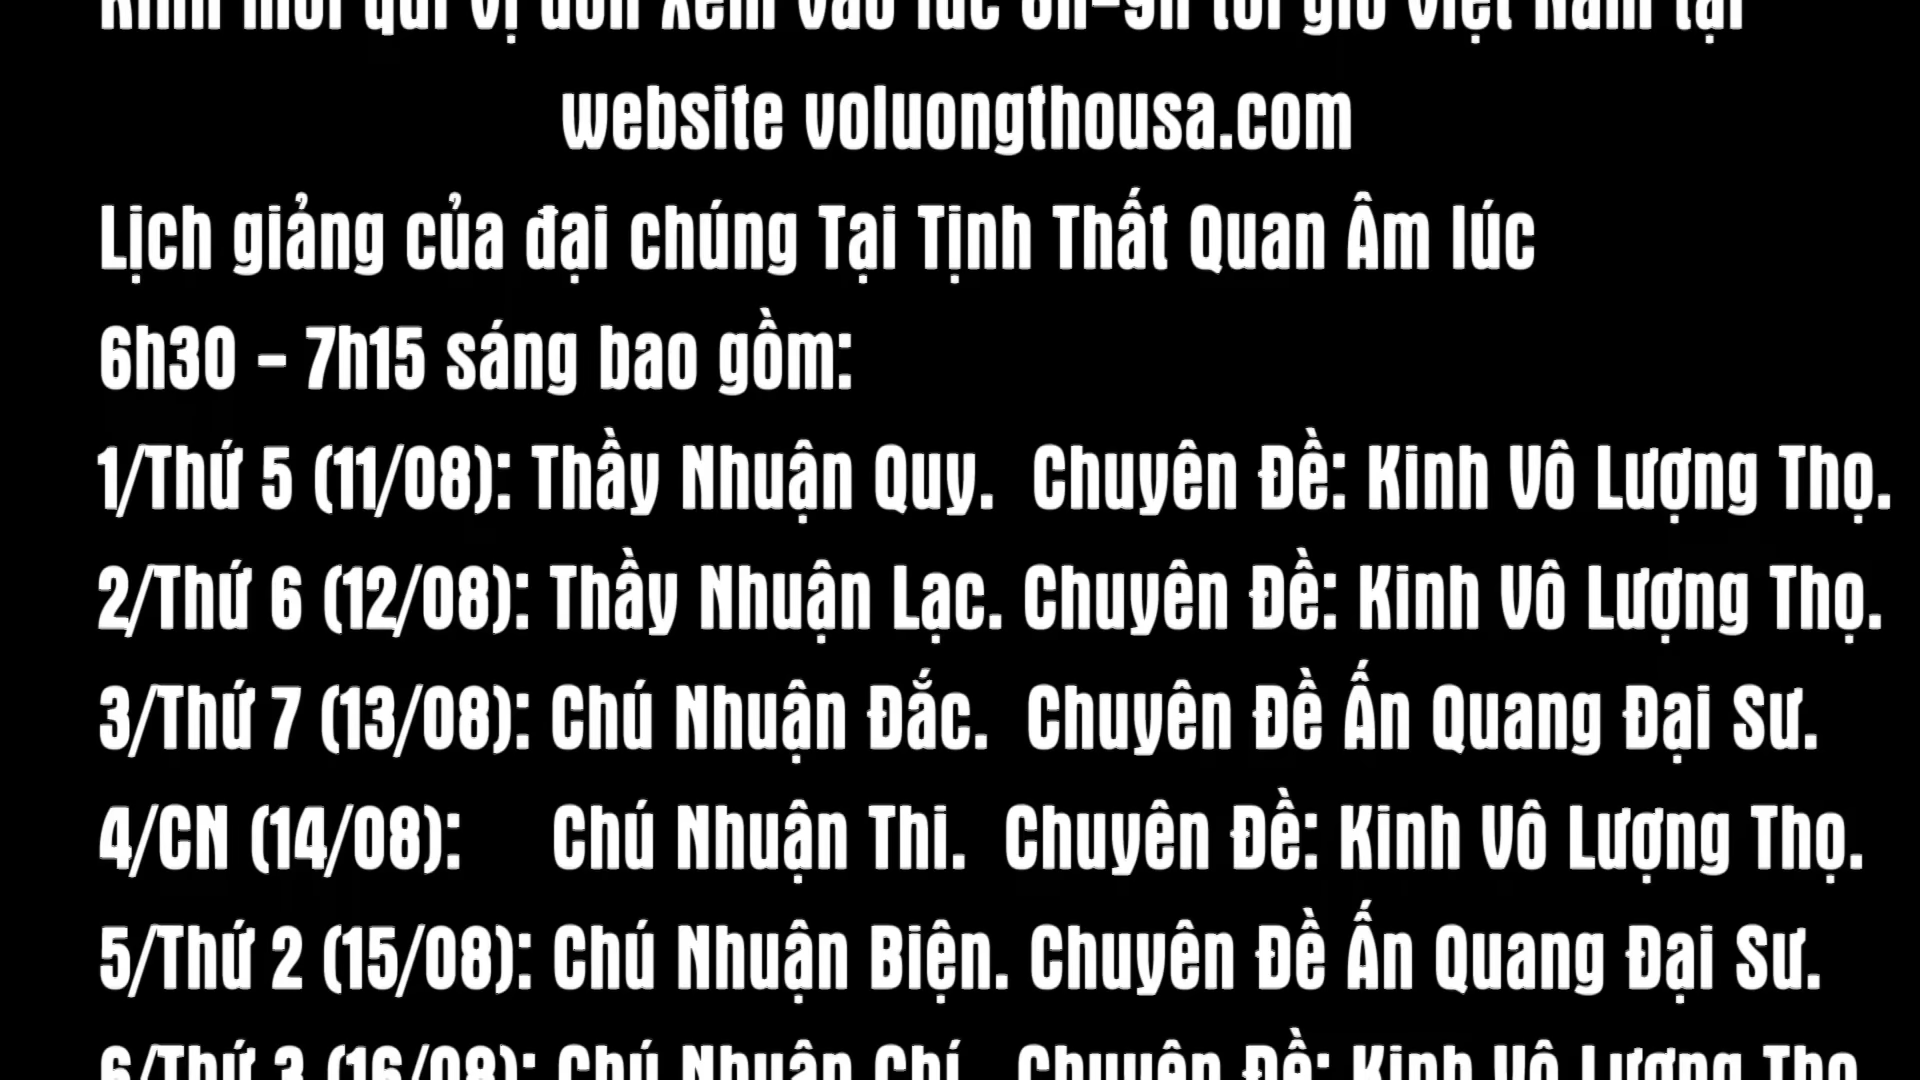 Kính mời quí vị đón xem vào lúc 8h-9h tối giờ Việt Nam tại
website voluongthousa.com
Lịch giảng của đại chúng Tại Tịnh Thất Quan Âm lúc
6h30 - 7h15 sáng bao gồm:
1/Thứ 5 (11/08): Thầy Nhuận Quy. Chuyên Đề: Kinh Vô Lượng Thọ.
2/Thứ 6 (12/08): Thầy Nhuận Lạc. Chuyên Đề: Kinh Vô Lượng Thọ.
3/Thứ 7 (13/08): Chú Nhuận Đắc. Chuyên Đề Ấn Quang Đại Sư.
4/CN (14/08): Chú Nhuận Thi. Chuyên Đề: Kinh Vô Lượng Thọ.
5/Thứ 2 (15/08): Chú Nhuận Biện. Chuyên Đề Ấn Quang Đại Sư.
6/Thứ 3 (16/08): Chú Nhuận Chí. Chuyên Đề: Kinh Vô Lượng Thọ